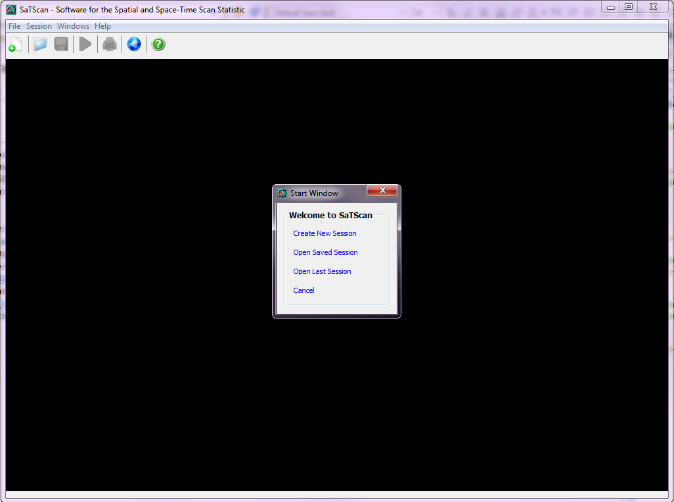 SaTScan - Software for the Spatial and Space-Time Scan Statistic
File Session Windows Help
Start Window
Welcome to SaTScan
Create New Session
Open Saved Session
Open Last Session
Cancel